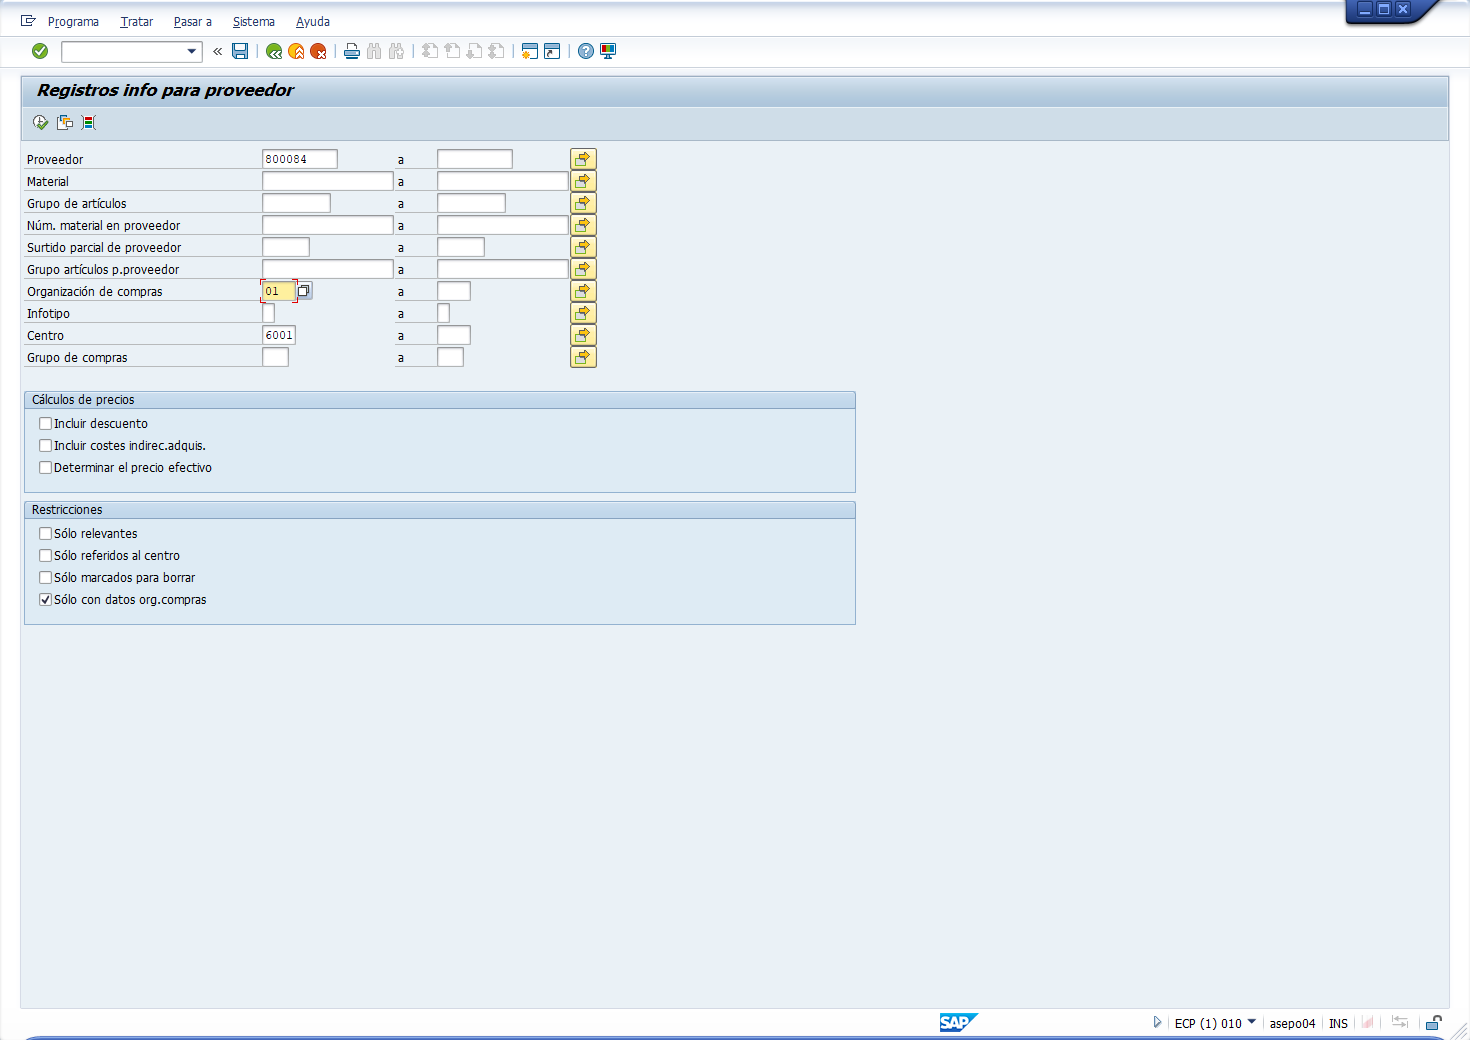 Programa Tratar Pasar a Sistema Ayuda
Registros info para proveedor
Proveedor 800084 a
Material a
Grupo de artículos a
Núm. material en proveedor a
Surtido parcial de proveedor a
Grupo artículos p.proveedor a
Organización de compras 01 a
Infotipo a
Centro 6001 a
Grupo de compras a
Cálculos de precios
Incluir descuento
Incluir costes indirec.adquis.
Determinar el precio efectivo
Restricciones
Sólo relevantes
Sólo referidos al centro
Sólo marcados para borrar
Sólo con datos org.compras
SAP ECP (1) 010 asepo04 INS